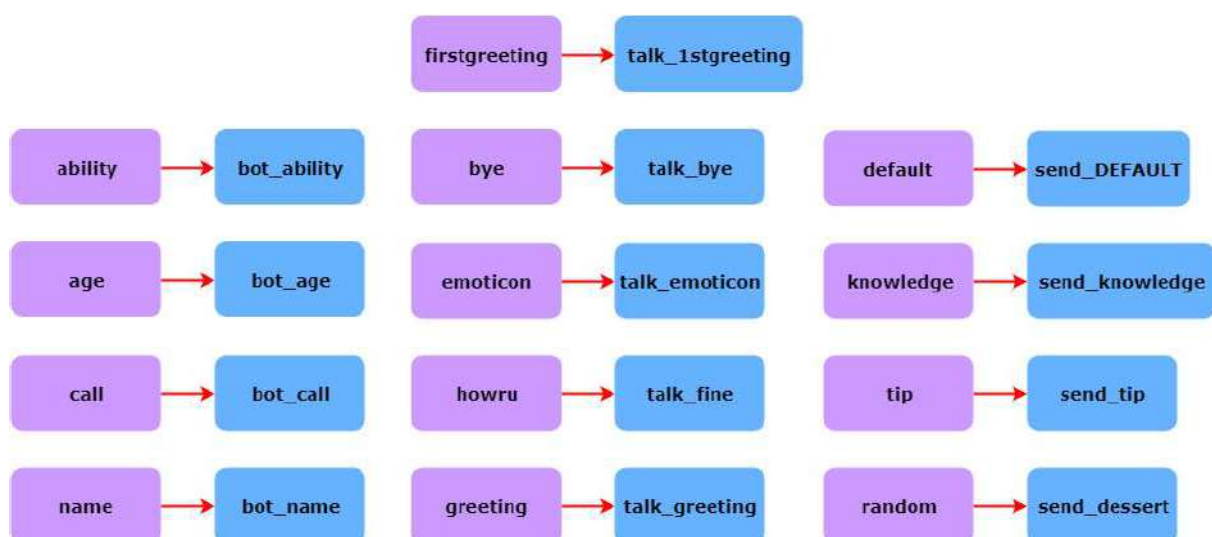 firstgreeting
talk_1stgreeting
ability
bot_ability
bye
talk_bye
default
send_DEFAULT
age
bot_age
emoticon
talk_emoticon
knowledge
send_knowledge
call
bot_call
howru
talk_fine
tip
send_tip
name
bot_name
greeting
talk_greeting
random
send_dessert